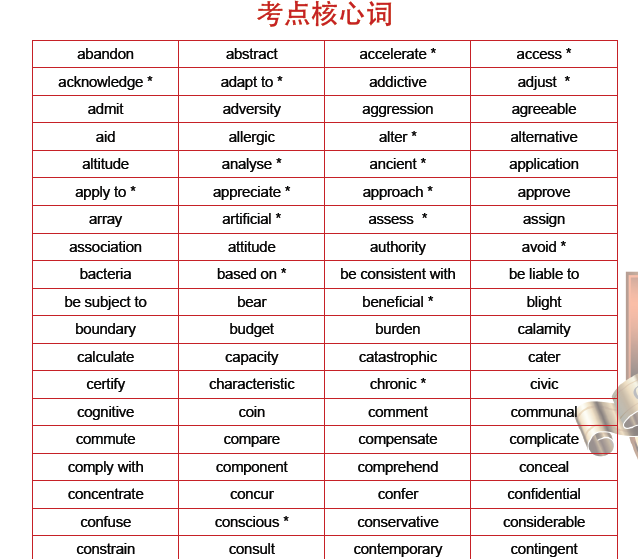 考点核心词
abandon abstract accelerate * access *
acknowledge * adapt to * addictive adjust *
admit adversity aggression agreeable
aid allergic alter * alternative
altitude analyse * ancient * application
apply to * appreciate * approach * approve
array artificial * assess * assign
association attitude authority avoid *
bacteria based on * be consistent with be liable to
be subject to bear beneficial * blight
boundary budget burden calamity
calculate capacity catastrophic cater
certify characteristic chronic * civic
cognitive coin comment communal
commute compare compensate complicate
comply with component comprehend conceal
concentrate concur confer confidential
confuse conscious * conservative considerable
constrain consult contemporary contingent